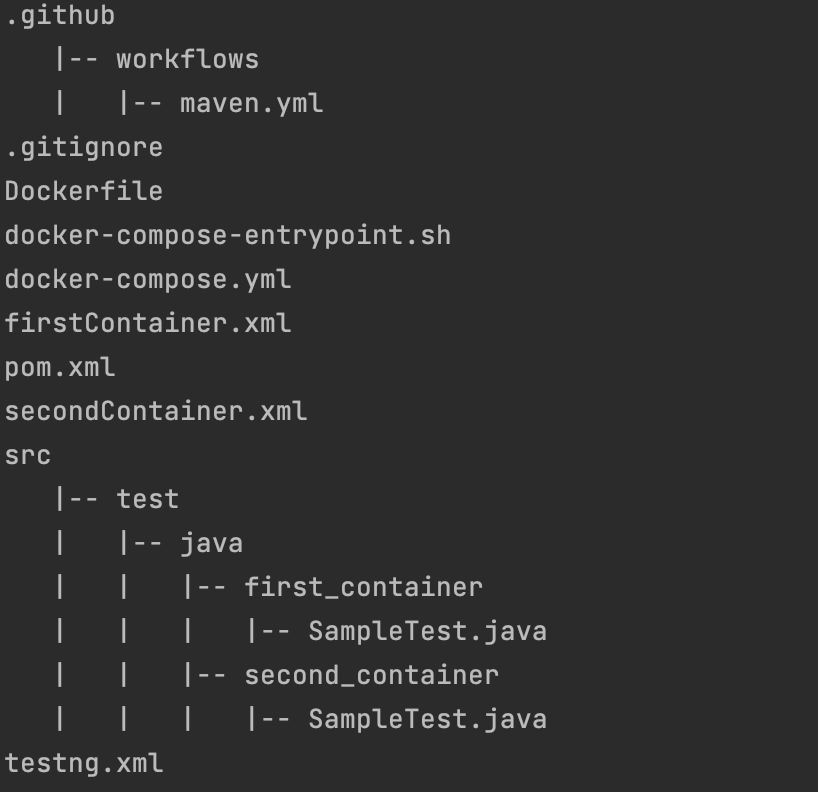 .github
   |-- workflows
   |   |-- maven.yml
.gitignore
Dockerfile
docker-compose-entrypoint.sh
docker-compose.yml
firstContainer.xml
pom.xml
secondContainer.xml
src
   |-- test
   |   |-- java
   |   |   |-- first_container
   |   |   |   |-- SampleTest.java
   |   |   |-- second_container
   |   |   |   |-- SampleTest.java
testng.xml